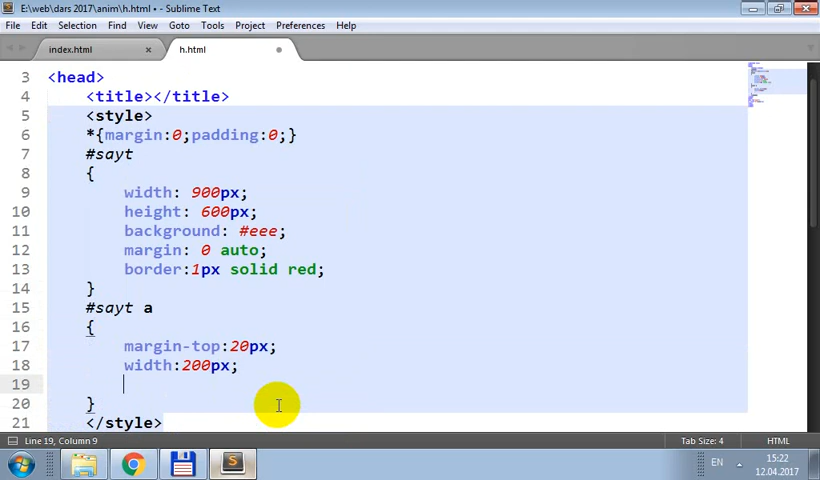 E:\web\dars 2017\anim\h.html • - Sublime Text
File Edit Selection Find View Goto Tools Project Preferences Help
index.html h.html
3 <head>
4 <title></title>
5 <style>
6 *{margin:0;padding:0;}
7 #sayt
8 {
9 width: 900px;
10 height: 600px;
11 background: #eee;
12 margin: 0 auto;
13 border:1px solid red;
14 }
15 #sayt a
16 {
17 margin-top:20px;
18 width:200px;
19
20 }
21 </style>
Line 19, Column 9 Tab Size: 4 HTML
EN 15:22
12.04.2017